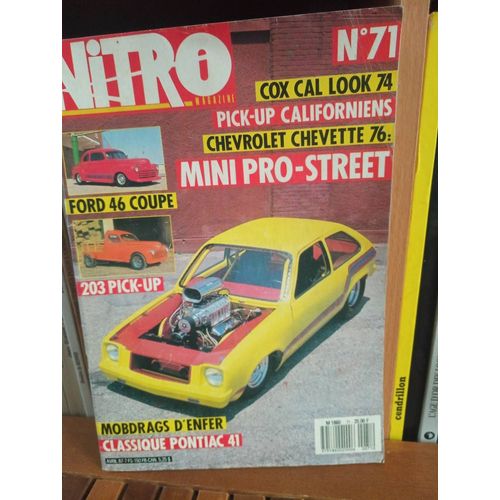 NiTRO
MAGAZINE
N°71
COX CAL LOOK 74
PICK-UP CALIFORNIENS
CHEVROLET CHEVETTE 76:
MINI PRO-STREET
FORD 46 COUPE
203 PICK-UP
MOBDRAGS D'ENFER
CLASSIQUE PONTIAC 41
cendrillon